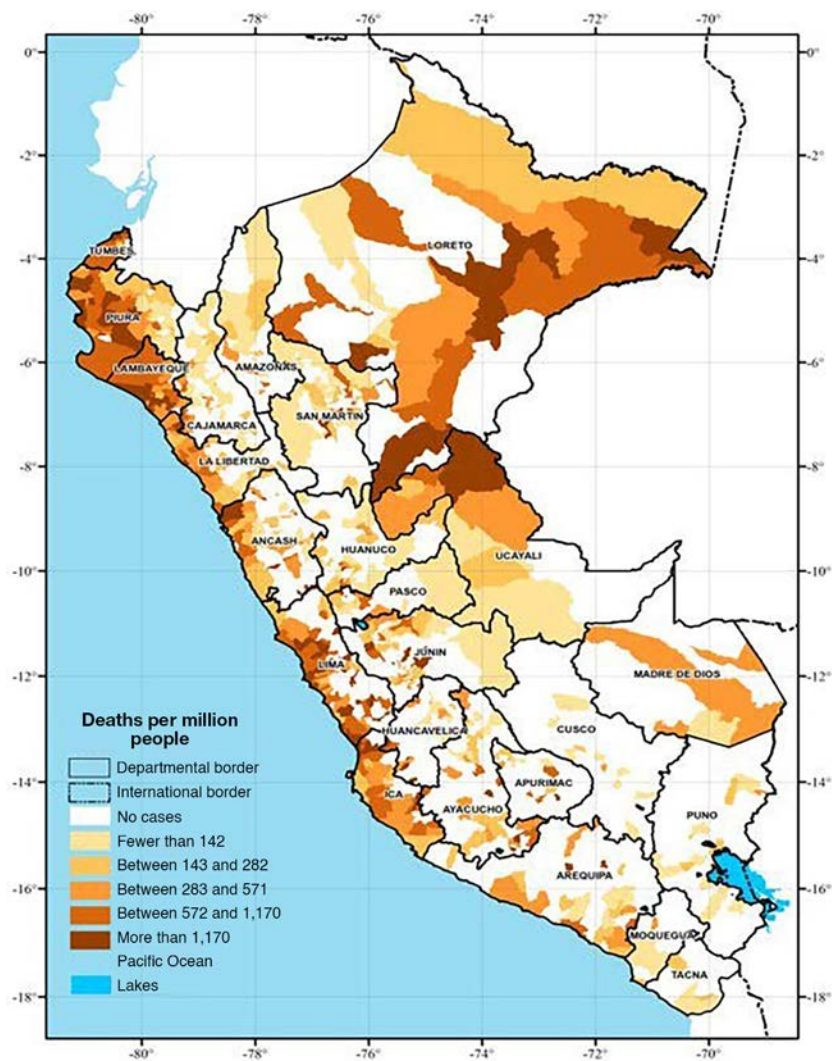 -80° -78° -76° -74° -72° -70°
0° 0°
-2° -2°
-4° -4°
-6° -6°
-8° -8°
-10° -10°
-12° -12°
-14° -14°
-16° -16°
-18° -18°
TUMBES
LORETO
PIURA
LAMBAYEQUE
AMAZONAS
SAN MARTIN
CAJAMARCA
LA LIBERTAD
ANCASH
HUANUCO
UCAYALI
PASCO
LIMA
JUNIN
MADRE DE DIOS
HUANCAVELICA
CUSCO
ICA
AYACUCHO
APURIMAC
PUNO
AREQUIPA
MOQUEGUA
TACNA
Deaths per million
people
Departmental border
International border
No cases
Fewer than 142
Between 143 and 282
Between 283 and 571
Between 572 and 1,170
More than 1,170
Pacific Ocean
Lakes
-80° -78° -76° -74° -72° -70°